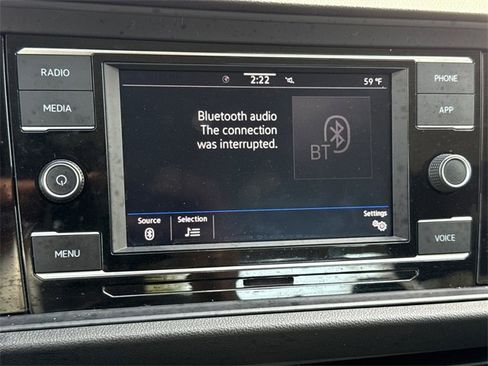 RADIO
MEDIA
MENU
2:22
59 °F
Bluetooth audio
The connection
was interrupted.
BT
Source
Selection
Settings
PHONE
APP
VOICE